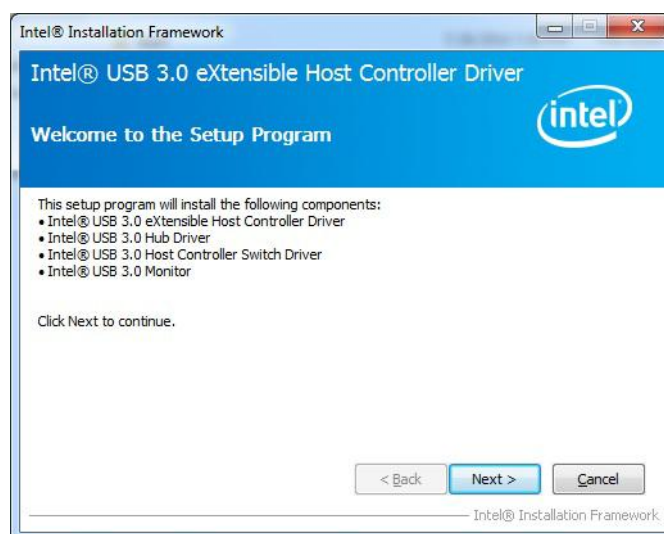 Intel® Installation Framework
Intel® USB 3.0 eXtensible Host Controller Driver
Welcome to the Setup Program
intel
This setup program will install the following components:
• Intel® USB 3.0 eXtensible Host Controller Driver
• Intel® USB 3.0 Hub Driver
• Intel® USB 3.0 Host Controller Switch Driver
• Intel® USB 3.0 Monitor
Click Next to continue.
< Back
Next >
Cancel
Intel® Installation Framework